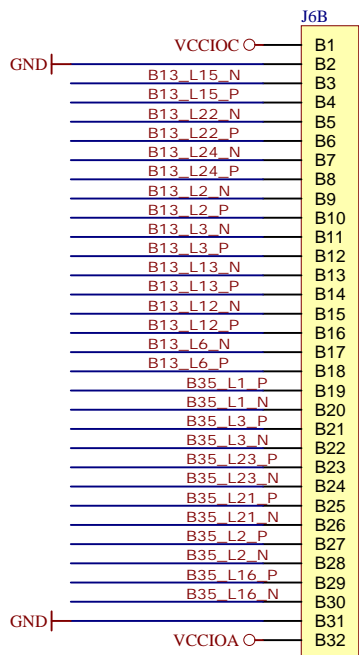 J6B
VCCIOC B1
GND B2
B13_L15_N B3
B13_L15_P B4
B13_L22_N B5
B13_L22_P B6
B13_L24_N B7
B13_L24_P B8
B13_L2_N B9
B13_L2_P B10
B13_L3_N B11
B13_L3_P B12
B13_L13_N B13
B13_L13_P B14
B13_L12_N B15
B13_L12_P B16
B13_L6_N B17
B13_L6_P B18
B35_L1_P B19
B35_L1_N B20
B35_L3_P B21
B35_L3_N B22
B35_L23_P B23
B35_L23_N B24
B35_L21_P B25
B35_L21_N B26
B35_L2_P B27
B35_L2_N B28
B35_L16_P B29
B35_L16_N B30
GND B31
VCCIOA B32